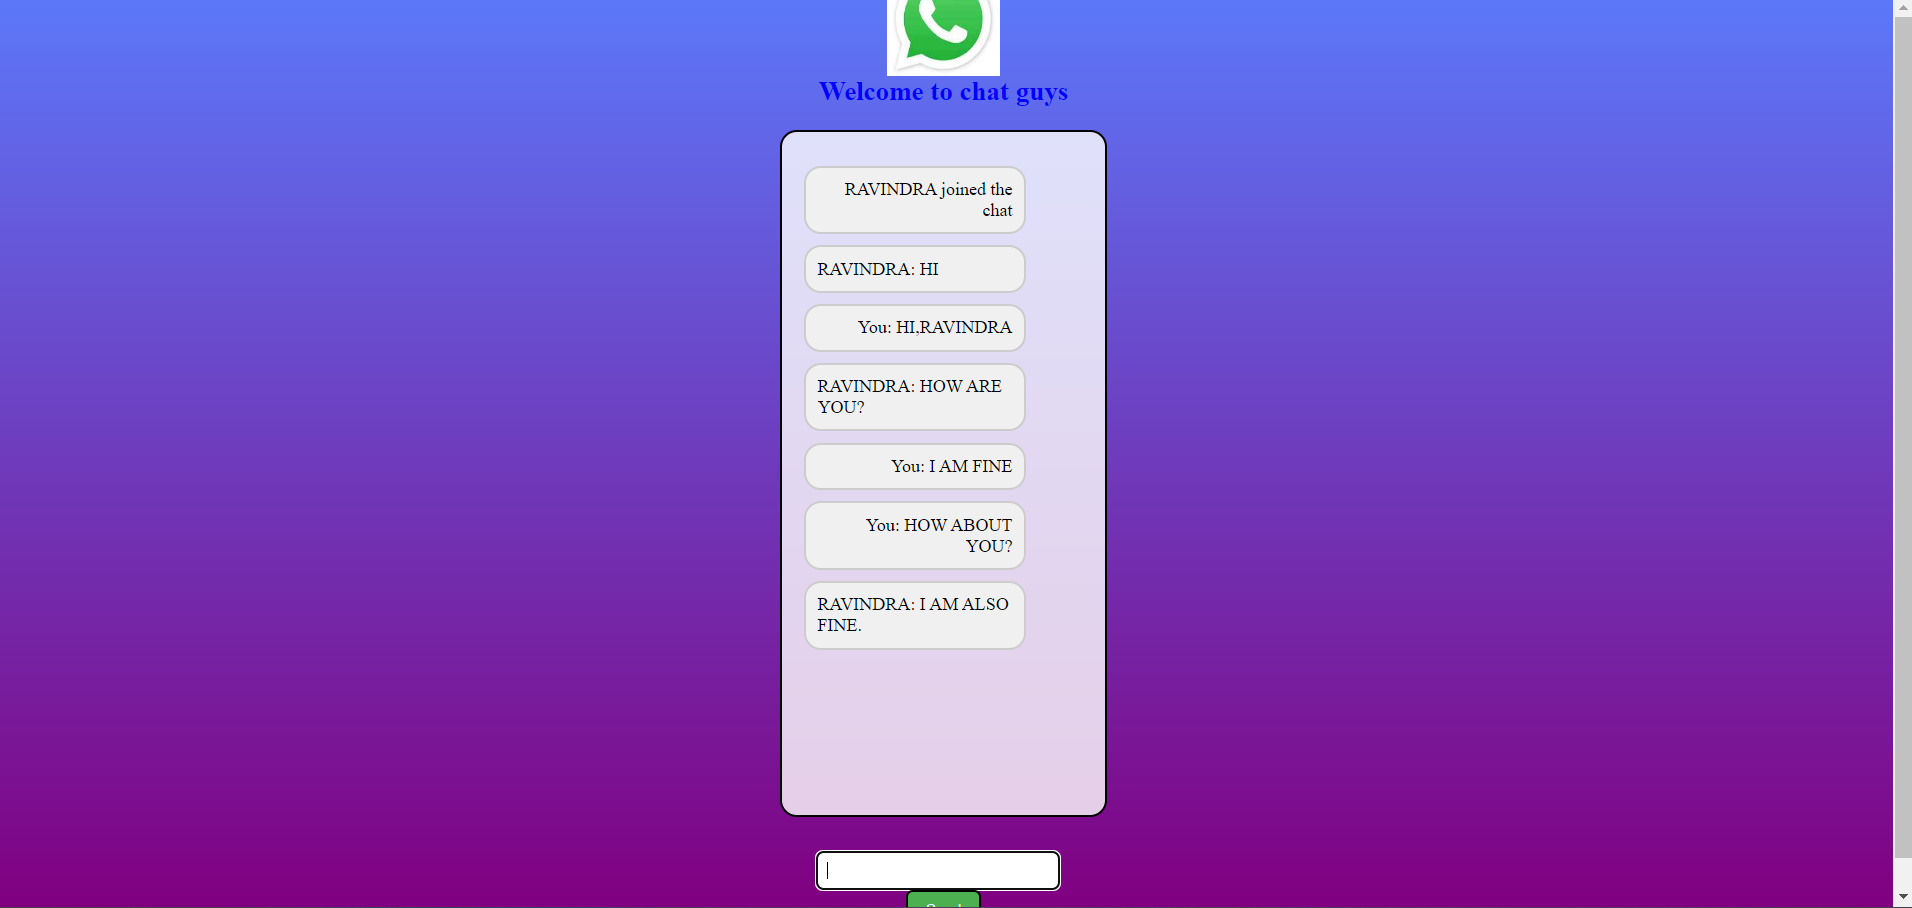 Welcome to chat guys
RAVINDRA joined the
chat
RAVINDRA: HI
You: HI,RAVINDRA
RAVINDRA: HOW ARE
YOU?
You: I AM FINE
You: HOW ABOUT
YOU?
RAVINDRA: I AM ALSO
FINE.